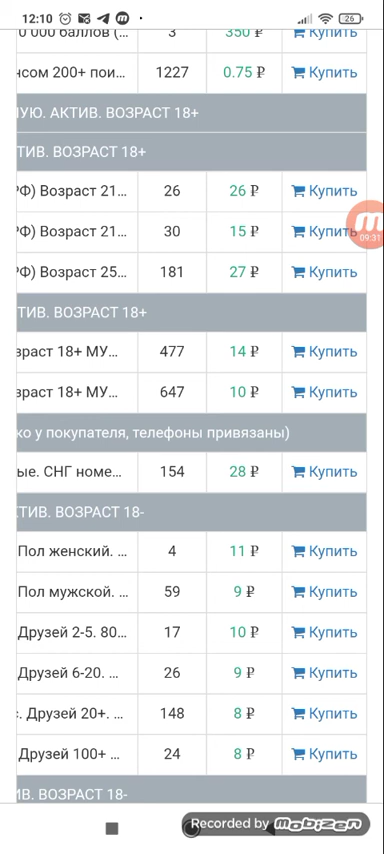 12:10 26
0 000 баллов (... 3 350 ₽ Купить
нсом 200+ пои... 1227 0.75 ₽ Купить
ІУЮ. АКТИВ. ВОЗРАСТ 18+
ТИВ. ВОЗРАСТ 18+
РФ) Возраст 21... 26 26 ₽ Купить
РФ) Возраст 21... 30 15 ₽ Купить
09:31
РФ) Возраст 25... 181 27 ₽ Купить
ТИВ. ВОЗРАСТ 18+
зраст 18+ МУ... 477 14 ₽ Купить
зраст 18+ МУ... 647 10 ₽ Купить
ко у покупателя, телефоны привязаны)
ые. СНГ номе... 154 28 ₽ Купить
ТИВ. ВОЗРАСТ 18-
Пол женский. ... 4 11 ₽ Купить
Пол мужской. ... 59 9 ₽ Купить
Друзей 2-5. 80... 17 10 ₽ Купить
Друзей 6-20. ... 26 9 ₽ Купить
с. Друзей 20+. ... 148 8 ₽ Купить
Друзей 100+ ... 24 8 ₽ Купить
ИВ. ВОЗРАСТ 18-
Recorded by mobizen